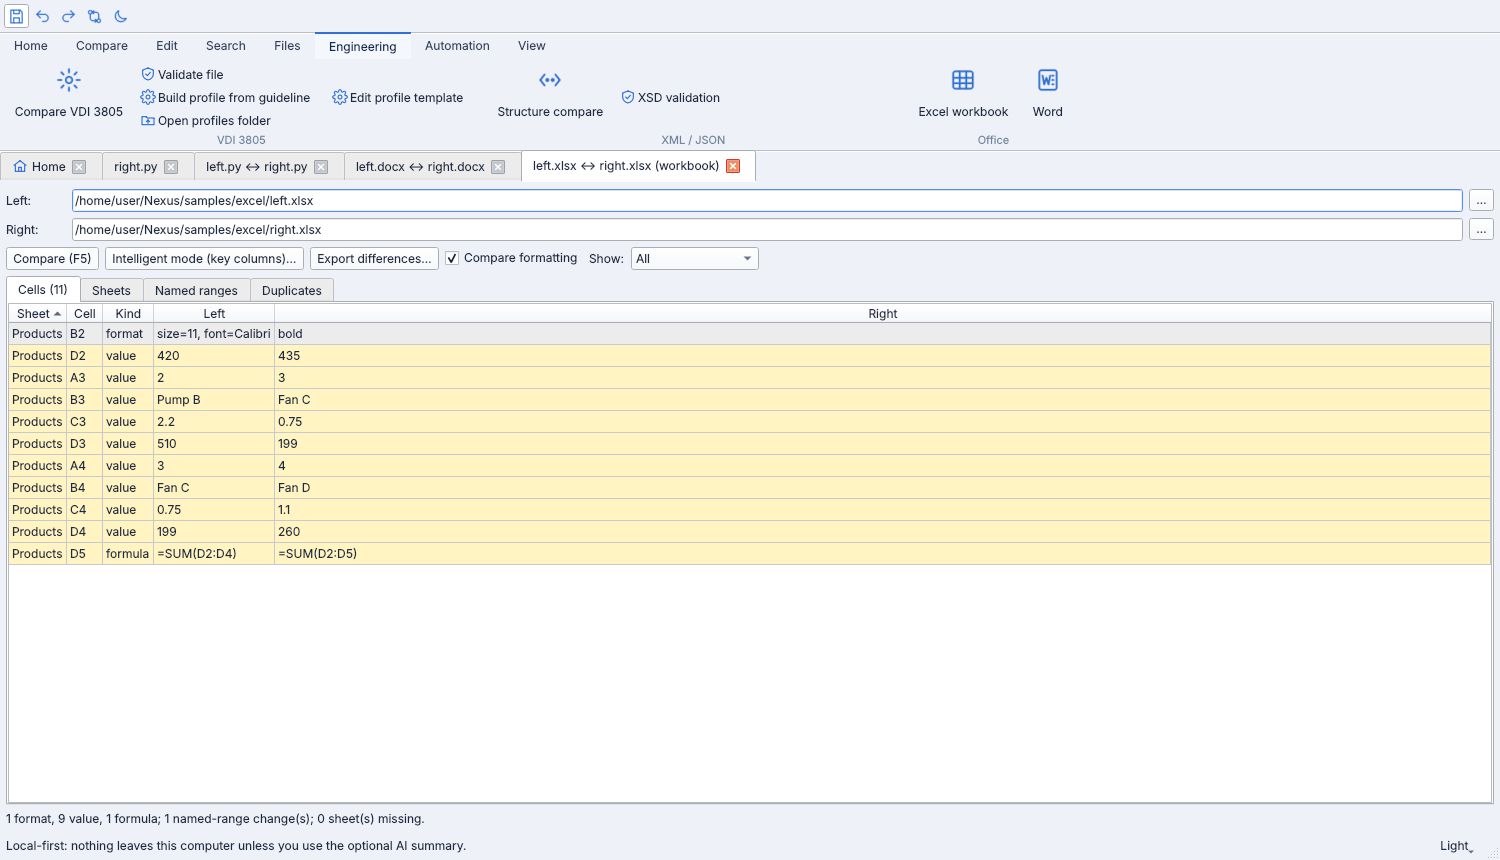 Home Compare Edit Search Files Engineering Automation View
Compare VDI 3805
Validate file
Build profile from guideline
Open profiles folder
Edit profile template
VDI 3805
Structure compare
XSD validation
XML / JSON
Excel workbook
Word
Office
Home right.py left.py ↔ right.py left.docx ↔ right.docx left.xlsx ↔ right.xlsx (workbook)
Left: /home/user/Nexus/samples/excel/left.xlsx ...
Right: /home/user/Nexus/samples/excel/right.xlsx ...
Compare (F5) Intelligent mode (key columns)... Export differences... Compare formatting Show: All
Cells (11) Sheets Named ranges Duplicates
Sheet Cell Kind Left Right
Products B2 format size=11, font=Calibri bold
Products D2 value 420 435
Products A3 value 2 3
Products B3 value Pump B Fan C
Products C3 value 2.2 0.75
Products D3 value 510 199
Products A4 value 3 4
Products B4 value Fan C Fan D
Products C4 value 0.75 1.1
Products D4 value 199 260
Products D5 formula =SUM(D2:D4) =SUM(D2:D5)
1 format, 9 value, 1 formula; 1 named-range change(s); 0 sheet(s) missing.
Local-first: nothing leaves this computer unless you use the optional AI summary. Light